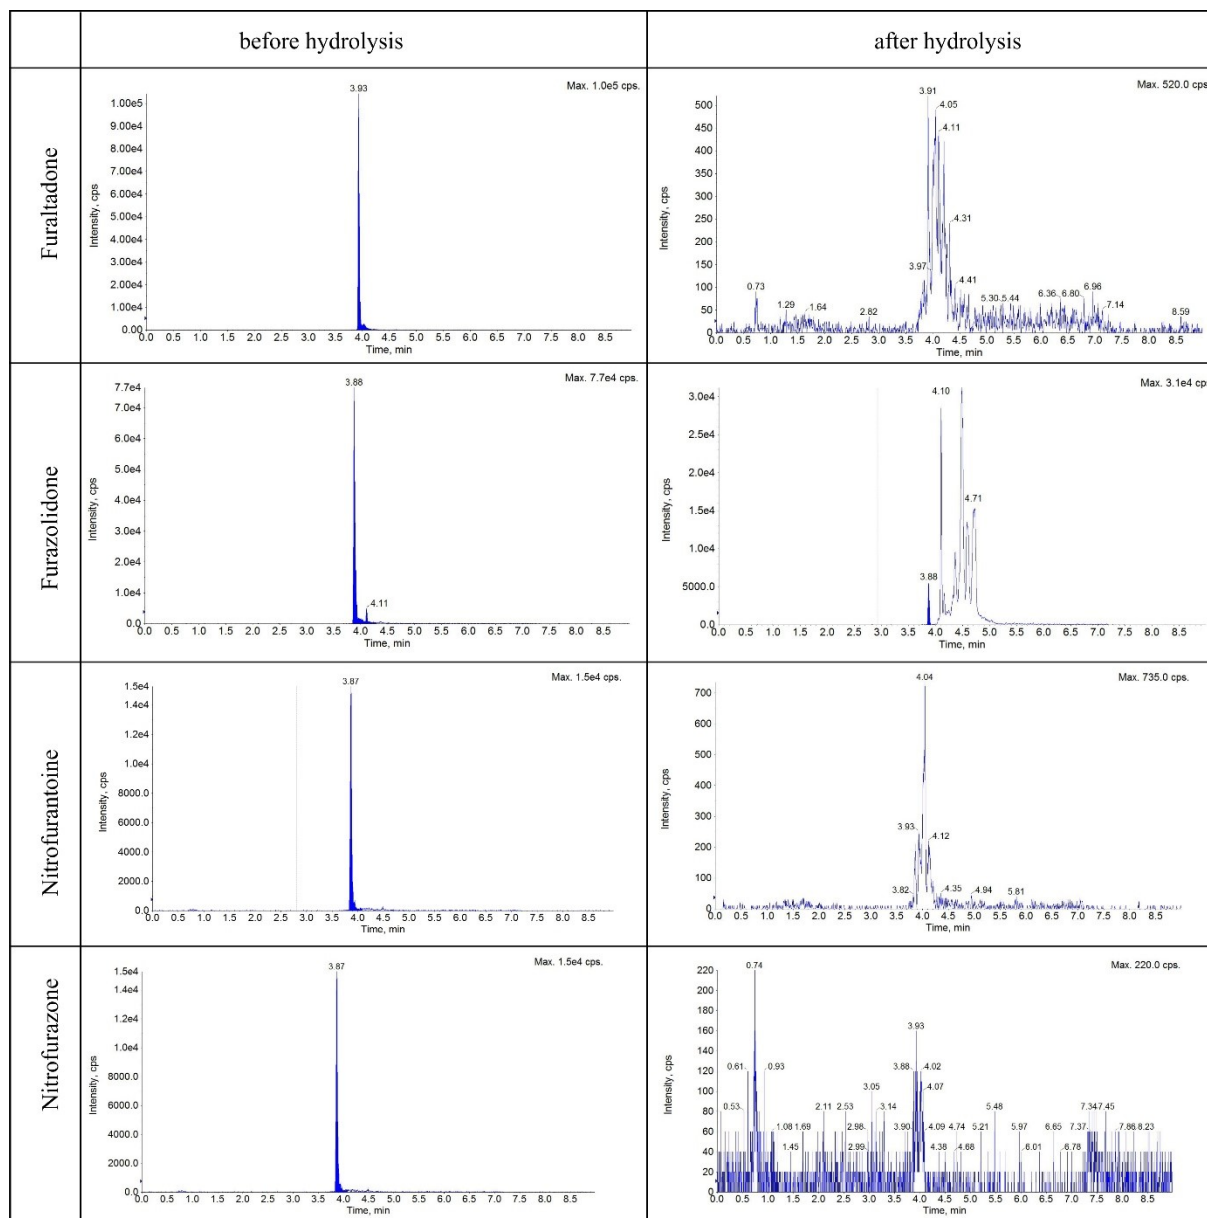 before hydrolysis
after hydrolysis
Furaltadone
Max. 1.0e5 cps.
3.93
1.00e5
9.00e4
8.00e4
7.00e4
6.00e4
5.00e4
4.00e4
3.00e4
2.00e4
1.00e4
0.00
Intensity, cps
0.0 0.5 1.0 1.5 2.0 2.5 3.0 3.5 4.0 4.5 5.0 5.5 6.0 6.5 7.0 7.5 8.0 8.5
Time, min
Max. 520.0 cps.
3.91
4.05
4.11
4.31
3.97
4.41
0.73
1.29
1.64
2.82
5.30
5.44
6.36
6.80
6.96
7.14
8.59
500
450
400
350
300
250
200
150
100
50
0
Intensity, cps
0.0 0.5 1.0 1.5 2.0 2.5 3.0 3.5 4.0 4.5 5.0 5.5 6.0 6.5 7.0 7.5 8.0 8.5
Time, min
Furazolidone
Max. 7.7e4 cps.
3.88
4.11
7.7e4
7.0e4
6.0e4
5.0e4
4.0e4
3.0e4
2.0e4
1.0e4
0.0
Intensity, cps
0.0 0.5 1.0 1.5 2.0 2.5 3.0 3.5 4.0 4.5 5.0 5.5 6.0 6.5 7.0 7.5 8.0 8.5
Time, min
Max. 3.1e4 cps.
4.10
4.71
3.88
3.0e4
2.5e4
2.0e4
1.5e4
1.0e4
5000.0
0.0
Intensity, cps
0.0 0.5 1.0 1.5 2.0 2.5 3.0 3.5 4.0 4.5 5.0 5.5 6.0 6.5 7.0 7.5 8.0 8.5
Time, min
Nitrofurantoine
Max. 1.5e4 cps.
3.87
1.5e4
1.4e4
1.2e4
1.0e4
8000.0
6000.0
4000.0
2000.0
0.0
Intensity, cps
0.0 0.5 1.0 1.5 2.0 2.5 3.0 3.5 4.0 4.5 5.0 5.5 6.0 6.5 7.0 7.5 8.0 8.5
Time, min
Max. 735.0 cps.
4.04
3.93
4.12
3.82
4.35
4.94
5.81
700
600
500
400
300
200
100
0.0 0.5 1.0 1.5 2.0 2.5 3.0 3.5 4.0 4.5 5.0 5.5 6.0 6.5 7.0 7.5 8.0 8.5
Intensity, cps
Time, min
Nitrofurazone
Max. 1.5e4 cps.
3.87
1.5e4
1.4e4
1.2e4
1.0e4
8000.0
6000.0
4000.0
2000.0
0.0
Intensity, cps
0.0 0.5 1.0 1.5 2.0 2.5 3.0 3.5 4.0 4.5 5.0 5.5 6.0 6.5 7.0 7.5 8.0 8.5
Time, min
Max. 220.0 cps.
0.74
3.93
0.61
0.93
3.88
4.02
3.05
4.07
0.53
2.11
2.53
3.14
5.48
7.34
7.45
1.08
1.69
2.98
3.90
4.09
4.74
5.21
5.97
6.65
7.37
7.86
8.23
1.45
2.99
4.38
4.68
6.01
6.78
220
200
180
160
140
120
100
80
60
40
20
0
Intensity, cps
0.0 0.5 1.0 1.5 2.0 2.5 3.0 3.5 4.0 4.5 5.0 5.5 6.0 6.5 7.0 7.5 8.0 8.5
Time, min